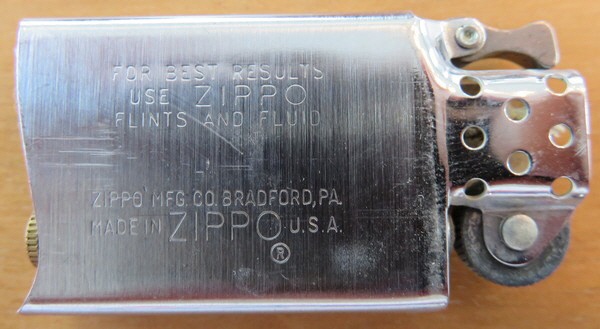 FOR BEST RESULTS
USE ZIPPO
FLINTS AND FLUID
ZIPPO MFG. CO. BRADFORD, PA.
MADE IN ZIPPO U.S.A.
®